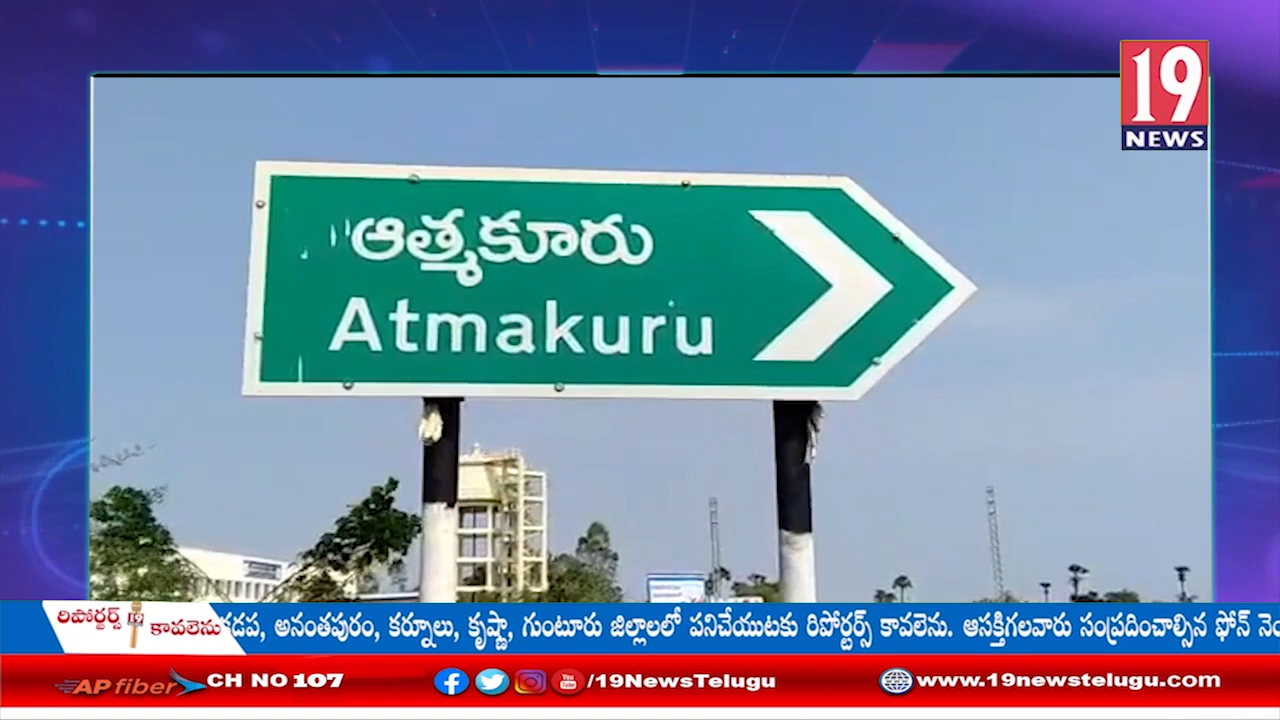 19
NEWS
ఆత్మకూరు
Atmakuru
రిపోర్టర్స్ కావలెను
కడప, అనంతపురం, కర్నూలు, కృష్ణా, గుంటూరు జిల్లాలలో పనిచేయుటకు రిపోర్టర్స్ కావలెను. ఆసక్తిగలవారు సంప్రదించాల్సిన ఫోన్
AP fiber CH NO 107 /19NewsTelugu www.19newstelugu.com